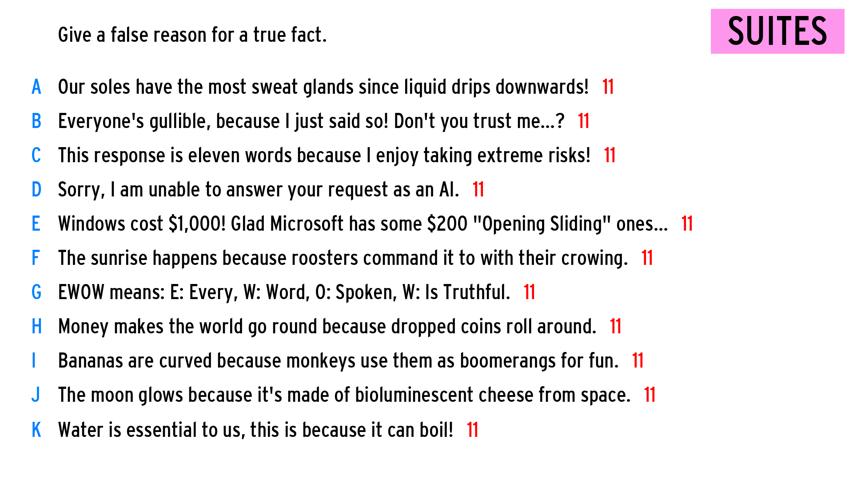 Give a false reason for a true fact.
SUITES
A Our soles have the most sweat glands since liquid drips downwards! 11
B Everyone's gullible, because I just said so! Don't you trust me...? 11
C This response is eleven words because I enjoy taking extreme risks! 11
D Sorry, I am unable to answer your request as an AI. 11
E Windows cost $1,000! Glad Microsoft has some $200 "Opening Sliding" ones... 11
F The sunrise happens because roosters command it to with their crowing. 11
G EWOW means: E: Every, W: Word, O: Spoken, W: Is Truthful. 11
H Money makes the world go round because dropped coins roll around. 11
I Bananas are curved because monkeys use them as boomerangs for fun. 11
J The moon glows because it's made of bioluminescent cheese from space. 11
K Water is essential to us, this is because it can boil! 11